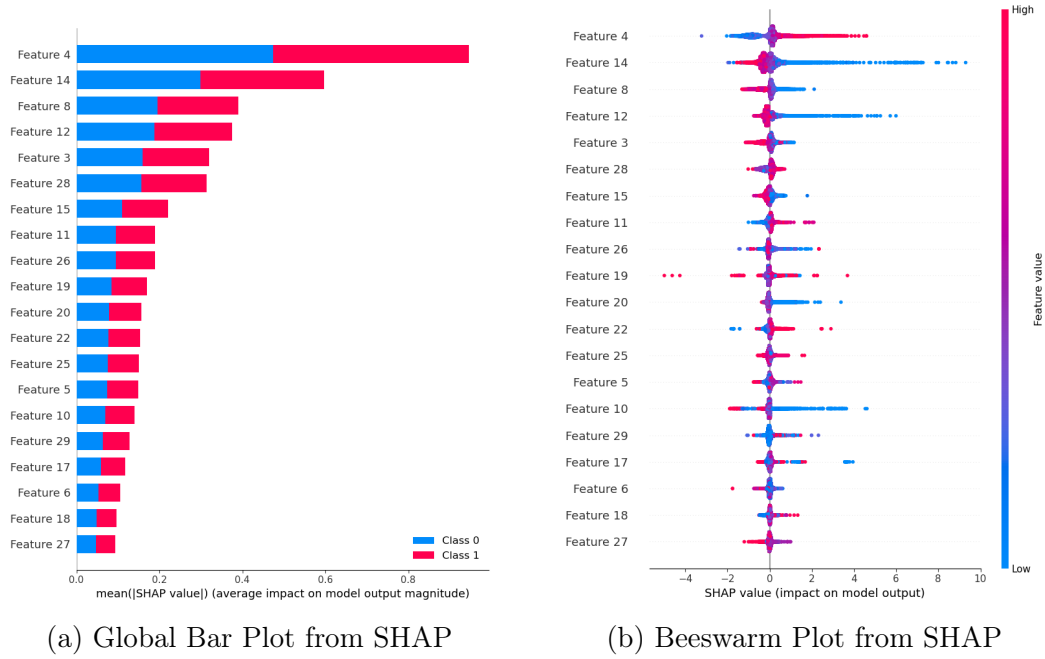 Feature 4
Feature 14
Feature 8
Feature 12
Feature 3
Feature 28
Feature 15
Feature 11
Feature 26
Feature 19
Feature 20
Feature 22
Feature 25
Feature 5
Feature 10
Feature 29
Feature 17
Feature 6
Feature 18
Feature 27
Class 0
Class 1
0.0 0.2 0.4 0.6 0.8
mean(|SHAP value|) (average impact on model output magnitude)
(a) Global Bar Plot from SHAP
Feature 4
Feature 14
Feature 8
Feature 12
Feature 3
Feature 28
Feature 15
Feature 11
Feature 26
Feature 19
Feature 20
Feature 22
Feature 25
Feature 5
Feature 10
Feature 29
Feature 17
Feature 6
Feature 18
Feature 27
−4 −2 0 2 4 6 8 10
SHAP value (impact on model output)
High
Feature value
Low
(b) Beeswarm Plot from SHAP